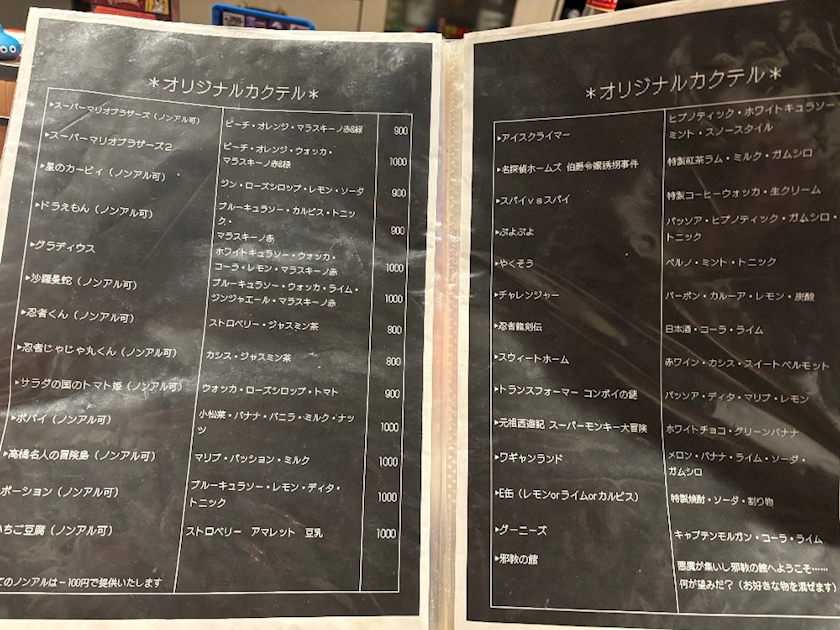 *オリジナルカクテル*
▸スーパーマリオブラザーズ(ノンアル可) ピーチ・オレンジ・マラスキーノ赤&緑 900
▸スーパーマリオブラザーズ2 ピーチ・オレンジ・ウォッカ・
マラスキーノ赤&緑 1000
▸星のカービィ(ノンアル可) ジン・ローズシロップ・レモン・ソーダ 900
▸ドラえもん(ノンアル可) ブルーキュラソー・カルピス・トニッ
ク・
マラスキーノ赤 900
▸グラディウス ホワイトキュラソー・ウォッカ・
コーラ・レモン・マラスキーノ赤 1000
▸沙羅曼蛇(ノンアル可) ブルーキュラソー・ウォッカ・ライム・
ジンジャエール・マラスキーノ赤 1000
▸忍者くん(ノンアル可) ストロベリー・ジャスミン茶 800
▸忍者じゃじゃ丸くん(ノンアル可) カシス・ジャスミン茶 800
▸サラダの国のトマト姫(ノンアル可) ウォッカ・ローズシロップ・トマト 900
▸ポパイ(ノンアル可) 小松菜・バナナ・バニラ・ミルク・ナッ
ツ 1000
▸高橋名人の冒険島(ノンアル可) マリブ・パッション・ミルク 1000
ポーション(ノンアル可) ブルーキュラソー・レモン・ディタ・
トニック 1000
いちご豆腐(ノンアル可) ストロベリー アマレット 豆乳 1000
てのノンアルは-100円で提供いたします
*オリジナルカクテル*
▸アイスクライマー ヒプノティック・ホワイトキュラソー
ミント・スノースタイル
▸名探偵ホームズ 伯爵令嬢誘拐事件 特製紅茶ラム・ミルク・ガムシロ
▸スパイvsスパイ 特製コーヒーウォッカ・生クリーム
▸ぷよぷよ パッソア・ヒプノティック・ガムシロ・
トニック
▸やくそう ペルノ・ミント・トニック
▸チャレンジャー バーボン・カルーア・レモン・炭酸
▸忍者龍剣伝 日本酒・コーラ・ライム
▸スウィートホーム 赤ワイン・カシス・スイートベルモット
▸トランスフォーマー コンボイの謎 パッソア・ディタ・マリブ・レモン
▸元祖西遊記 スーパーモンキー大冒険 ホワイトチョコ・グリーンバナナ
▸ワギャンランド メロン・バナナ・ライム・ソーダ・
ガムシロ
▸E缶(レモンorライムorカルピス) 特製焼酎・ソーダ・割り物
▸グーニーズ キャプテンモルガン・コーラ・ライム
▸邪教の館 悪魔が集いし邪教の館へようこそ……
何が望みだ?(お好きな物を混ぜます)